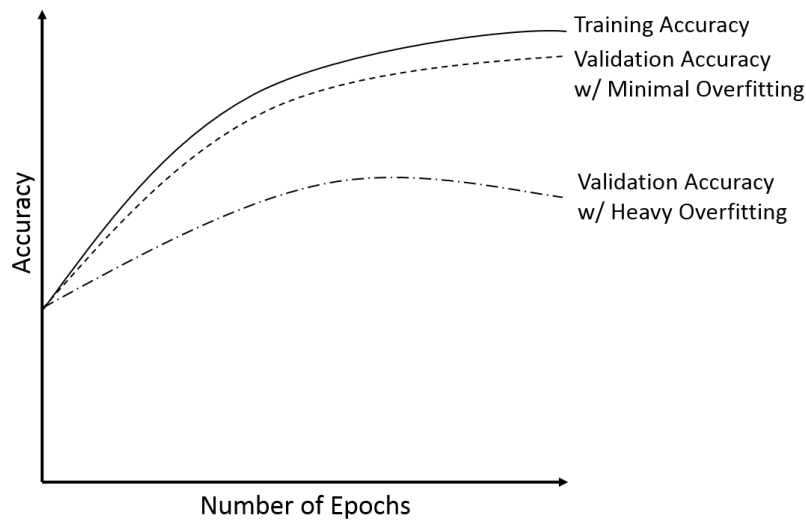 Training Accuracy
Validation Accuracy
w/ Minimal Overfitting
Validation Accuracy
w/ Heavy Overfitting
Accuracy
Number of Epochs